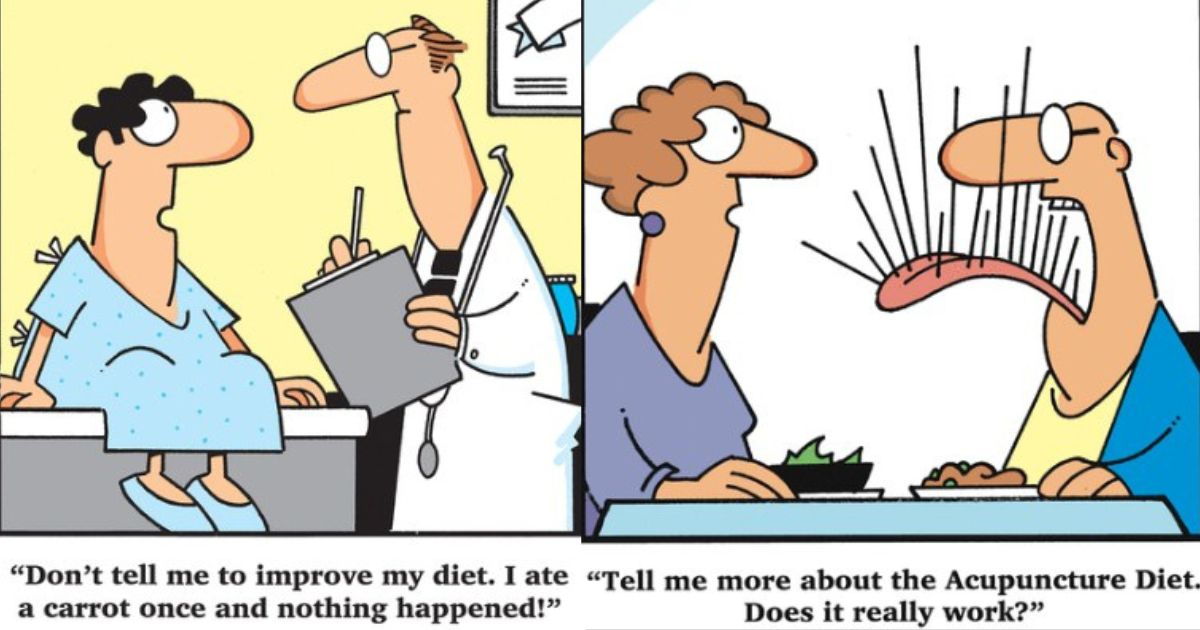 “Don’t tell me to improve my diet. I ate
a carrot once and nothing happened!”
“Tell me more about the Acupuncture Diet.
Does it really work?”